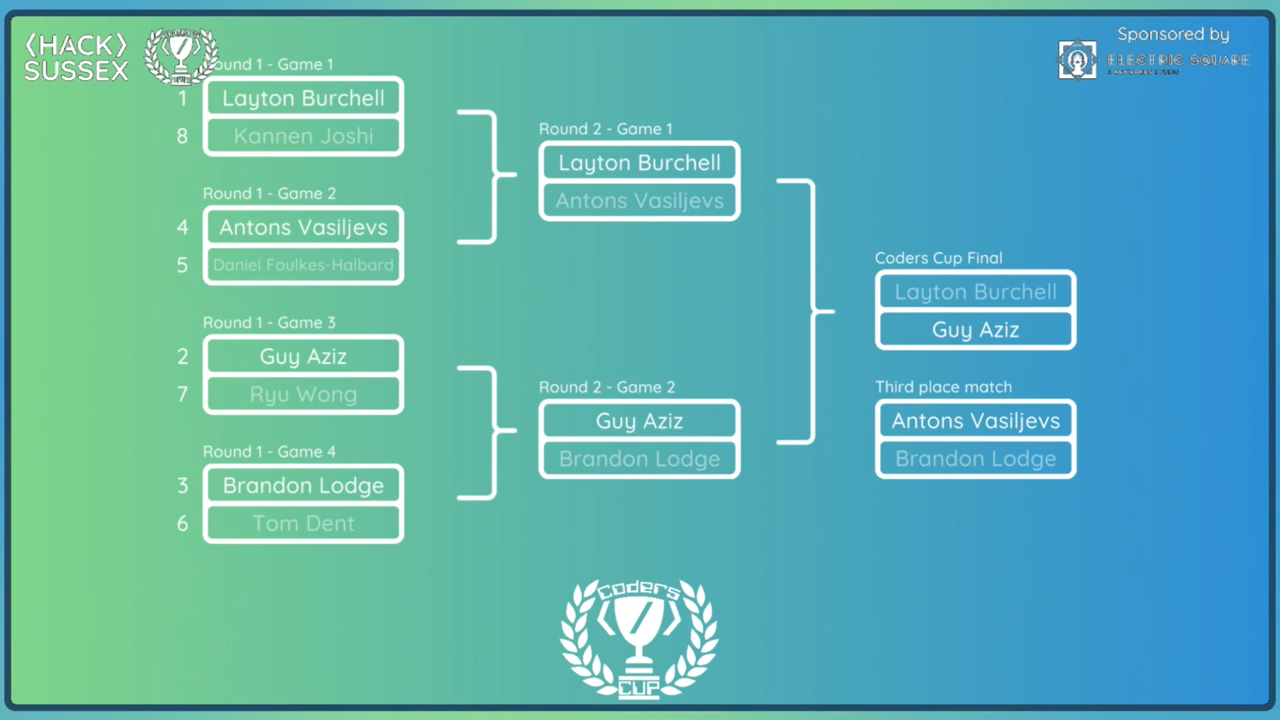 ⟨HACK⟩
SUSSEX
Sponsored by
ELECTRIC SQUARE
ound 1 - Game 1
1 Layton Burchell
8 Kannen Joshi
Round 1 - Game 2
4 Antons Vasiljevs
5 Daniel Foulkes-Halbard
Round 1 - Game 3
2 Guy Aziz
7 Ryu Wong
Round 1 - Game 4
3 Brandon Lodge
6 Tom Dent
Round 2 - Game 1
Layton Burchell
Antons Vasiljevs
Round 2 - Game 2
Guy Aziz
Brandon Lodge
Coders Cup Final
Layton Burchell
Guy Aziz
Third place match
Antons Vasiljevs
Brandon Lodge
Coders
CUP